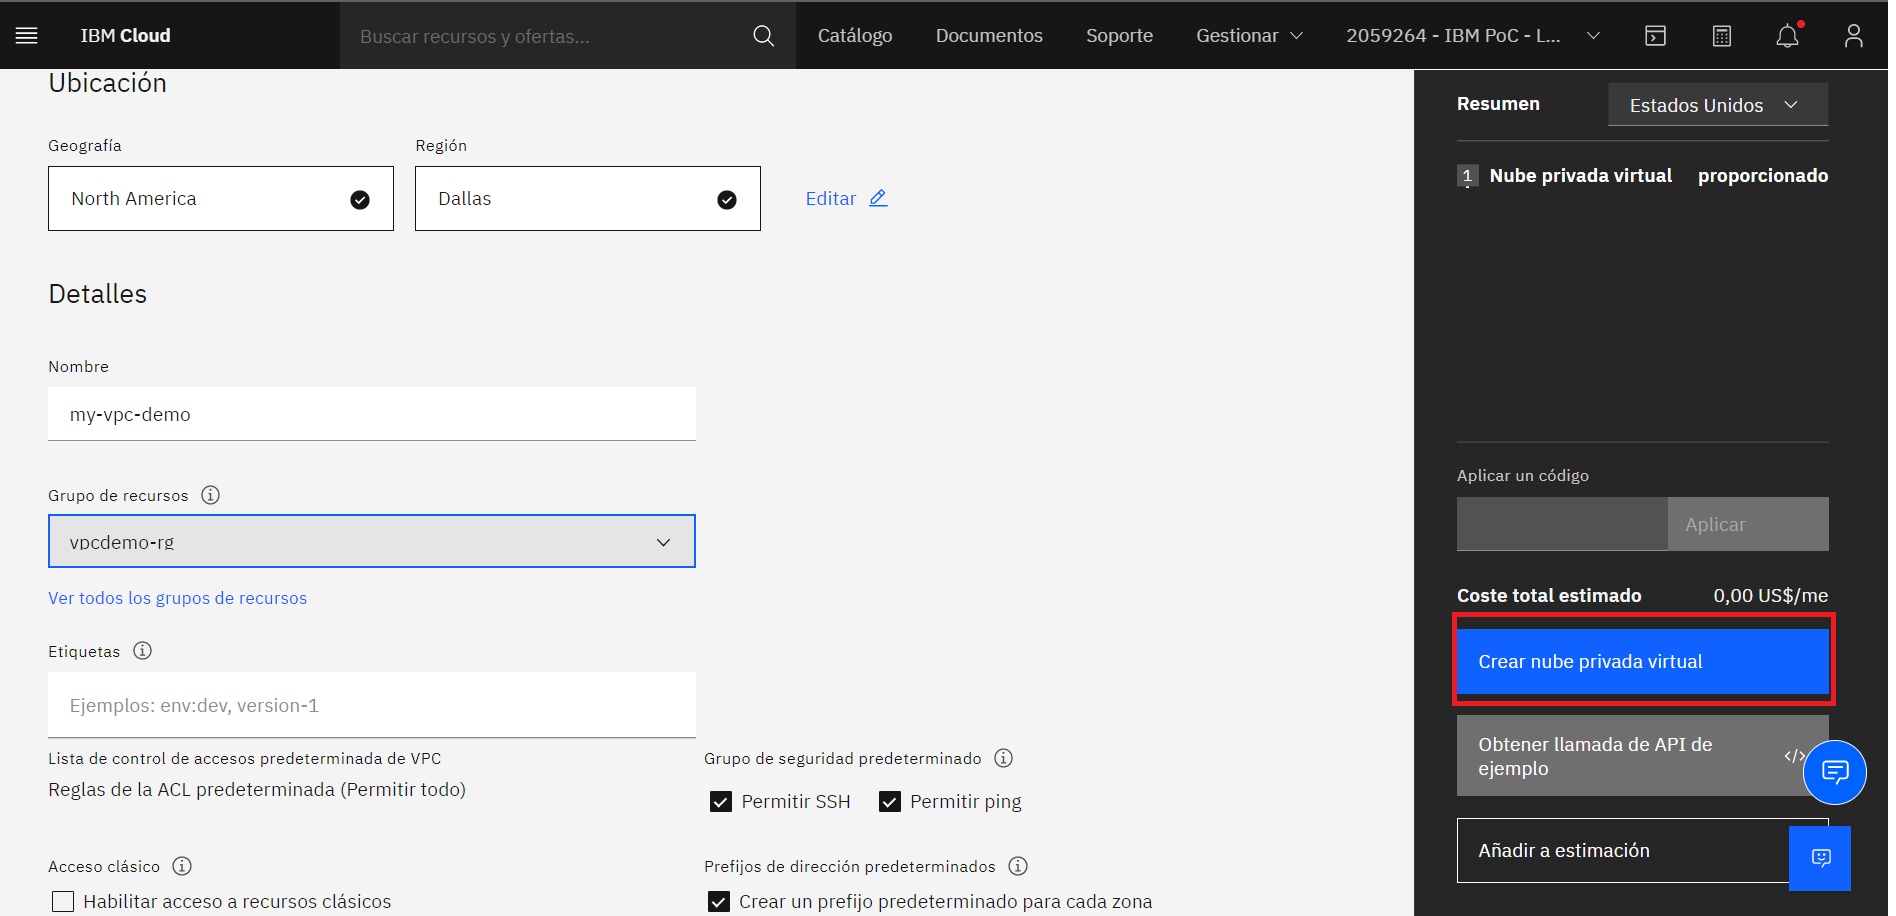 IBM Cloud
Buscar recursos y ofertas...
Catálogo
Documentos
Soporte
Gestionar
2059264 - IBM PoC - L...
Ubicación
Geografía
Región
North America
Dallas
Editar
Detalles
Nombre
my-vpc-demo
Grupo de recursos
vpcdemo-rg
Ver todos los grupos de recursos
Etiquetas
Ejemplos: env:dev, version-1
Lista de control de accesos predeterminada de VPC
Reglas de la ACL predeterminada (Permitir todo)
Grupo de seguridad predeterminado
Permitir SSH
Permitir ping
Acceso clásico
Habilitar acceso a recursos clásicos
Prefijos de dirección predeterminados
Crear un prefijo predeterminado para cada zona
Resumen
Estados Unidos
1 Nube privada virtual proporcionado
Aplicar un código
Aplicar
Coste total estimado 0,00 US$/me
Crear nube privada virtual
Obtener llamada de API de
ejemplo
Añadir a estimación